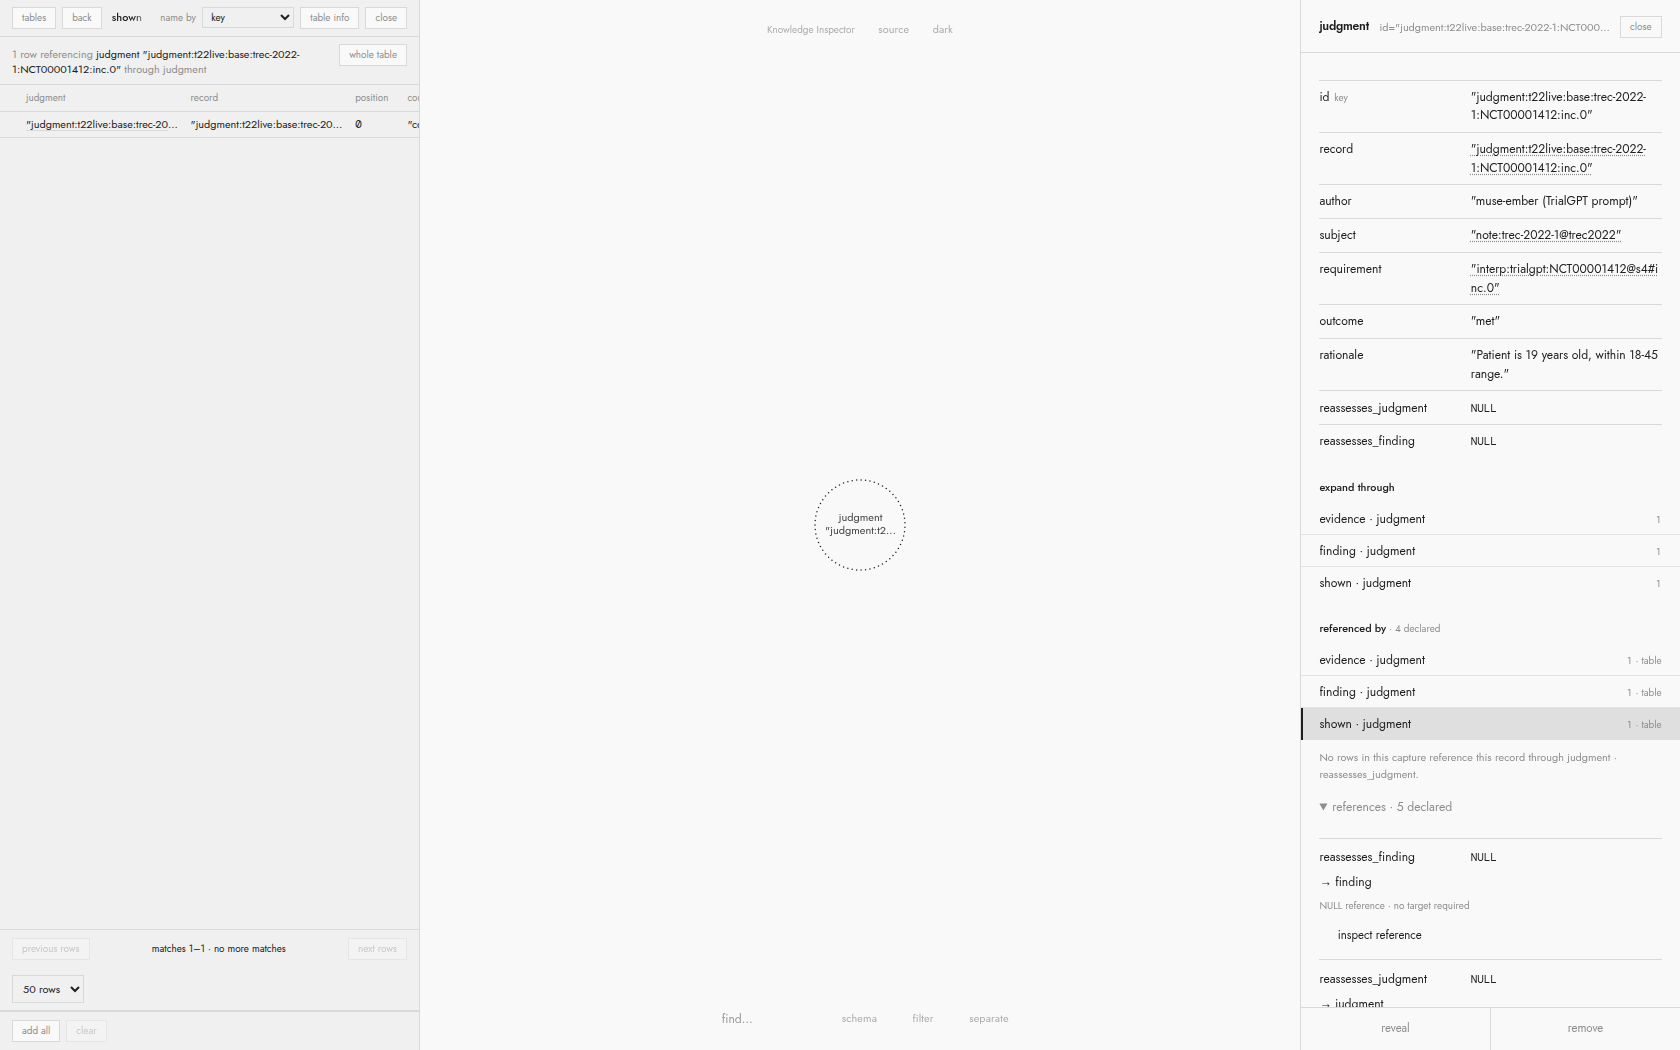 tables back shown name by key table info close
1 row referencing judgment "judgment:t22live:base:trec-2022-
1:NCT00001412:inc.0" through judgment
whole table
judgment record position co
"judgment:t22live:base:trec-20... "judgment:t22live:base:trec-20... 0 "c
previous rows matches 1–1 · no more matches next rows
50 rows
add all clear
Knowledge Inspector source dark
judgment
"judgment:t2...
find... schema filter separate
judgment id="judgment:t22live:base:trec-2022-1:NCT000... close
id key "judgment:t22live:base:trec-2022-
1:NCT00001412:inc.0"
record "judgment:t22live:base:trec-2022-
1:NCT00001412:inc.0"
author "muse-ember (TrialGPT prompt)"
subject "note:trec-2022-1@trec2022"
requirement "interp:trialgpt:NCT00001412@s4#i
nc.0"
outcome "met"
rationale "Patient is 19 years old, within 18-45
range."
reassesses_judgment NULL
reassesses_finding NULL
expand through
evidence · judgment 1
finding · judgment 1
shown · judgment 1
referenced by · 4 declared
evidence · judgment 1 · table
finding · judgment 1 · table
shown · judgment 1 · table
No rows in this capture reference this record through judgment ·
reassesses_judgment.
▼ references · 5 declared
reassesses_finding NULL
→ finding
NULL reference · no target required
inspect reference
reassesses_judgment NULL
→ judgment
reveal remove